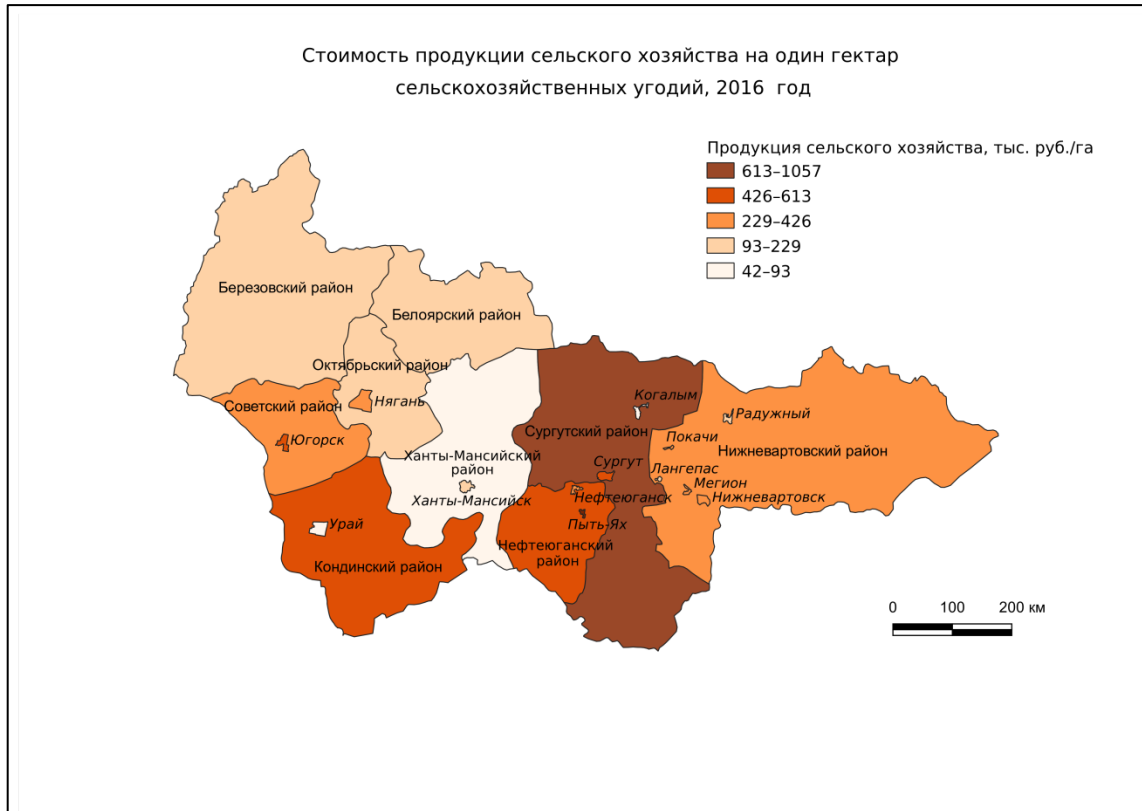 Стоимость продукции сельского хозяйства на один гектар
сельскохозяйственных угодий, 2016 год
Продукция сельского хозяйства, тыс. руб./га
613–1057
426–613
229–426
93–229
42–93
Березовский район
Белоярский район
Октябрьский район
Нягань
Советский район
Югорск
Когалым
Радужный
Сургутский район
Покачи
Нижневартовский район
Ханты-Мансийский
район
Сургут
Лангепас
Мегион
Ханты-Мансийск
Нефтеюганск
Нижневартовск
Урай
Пыть-Ях
Нефтеюганский
район
Кондинский район
0 100 200 км